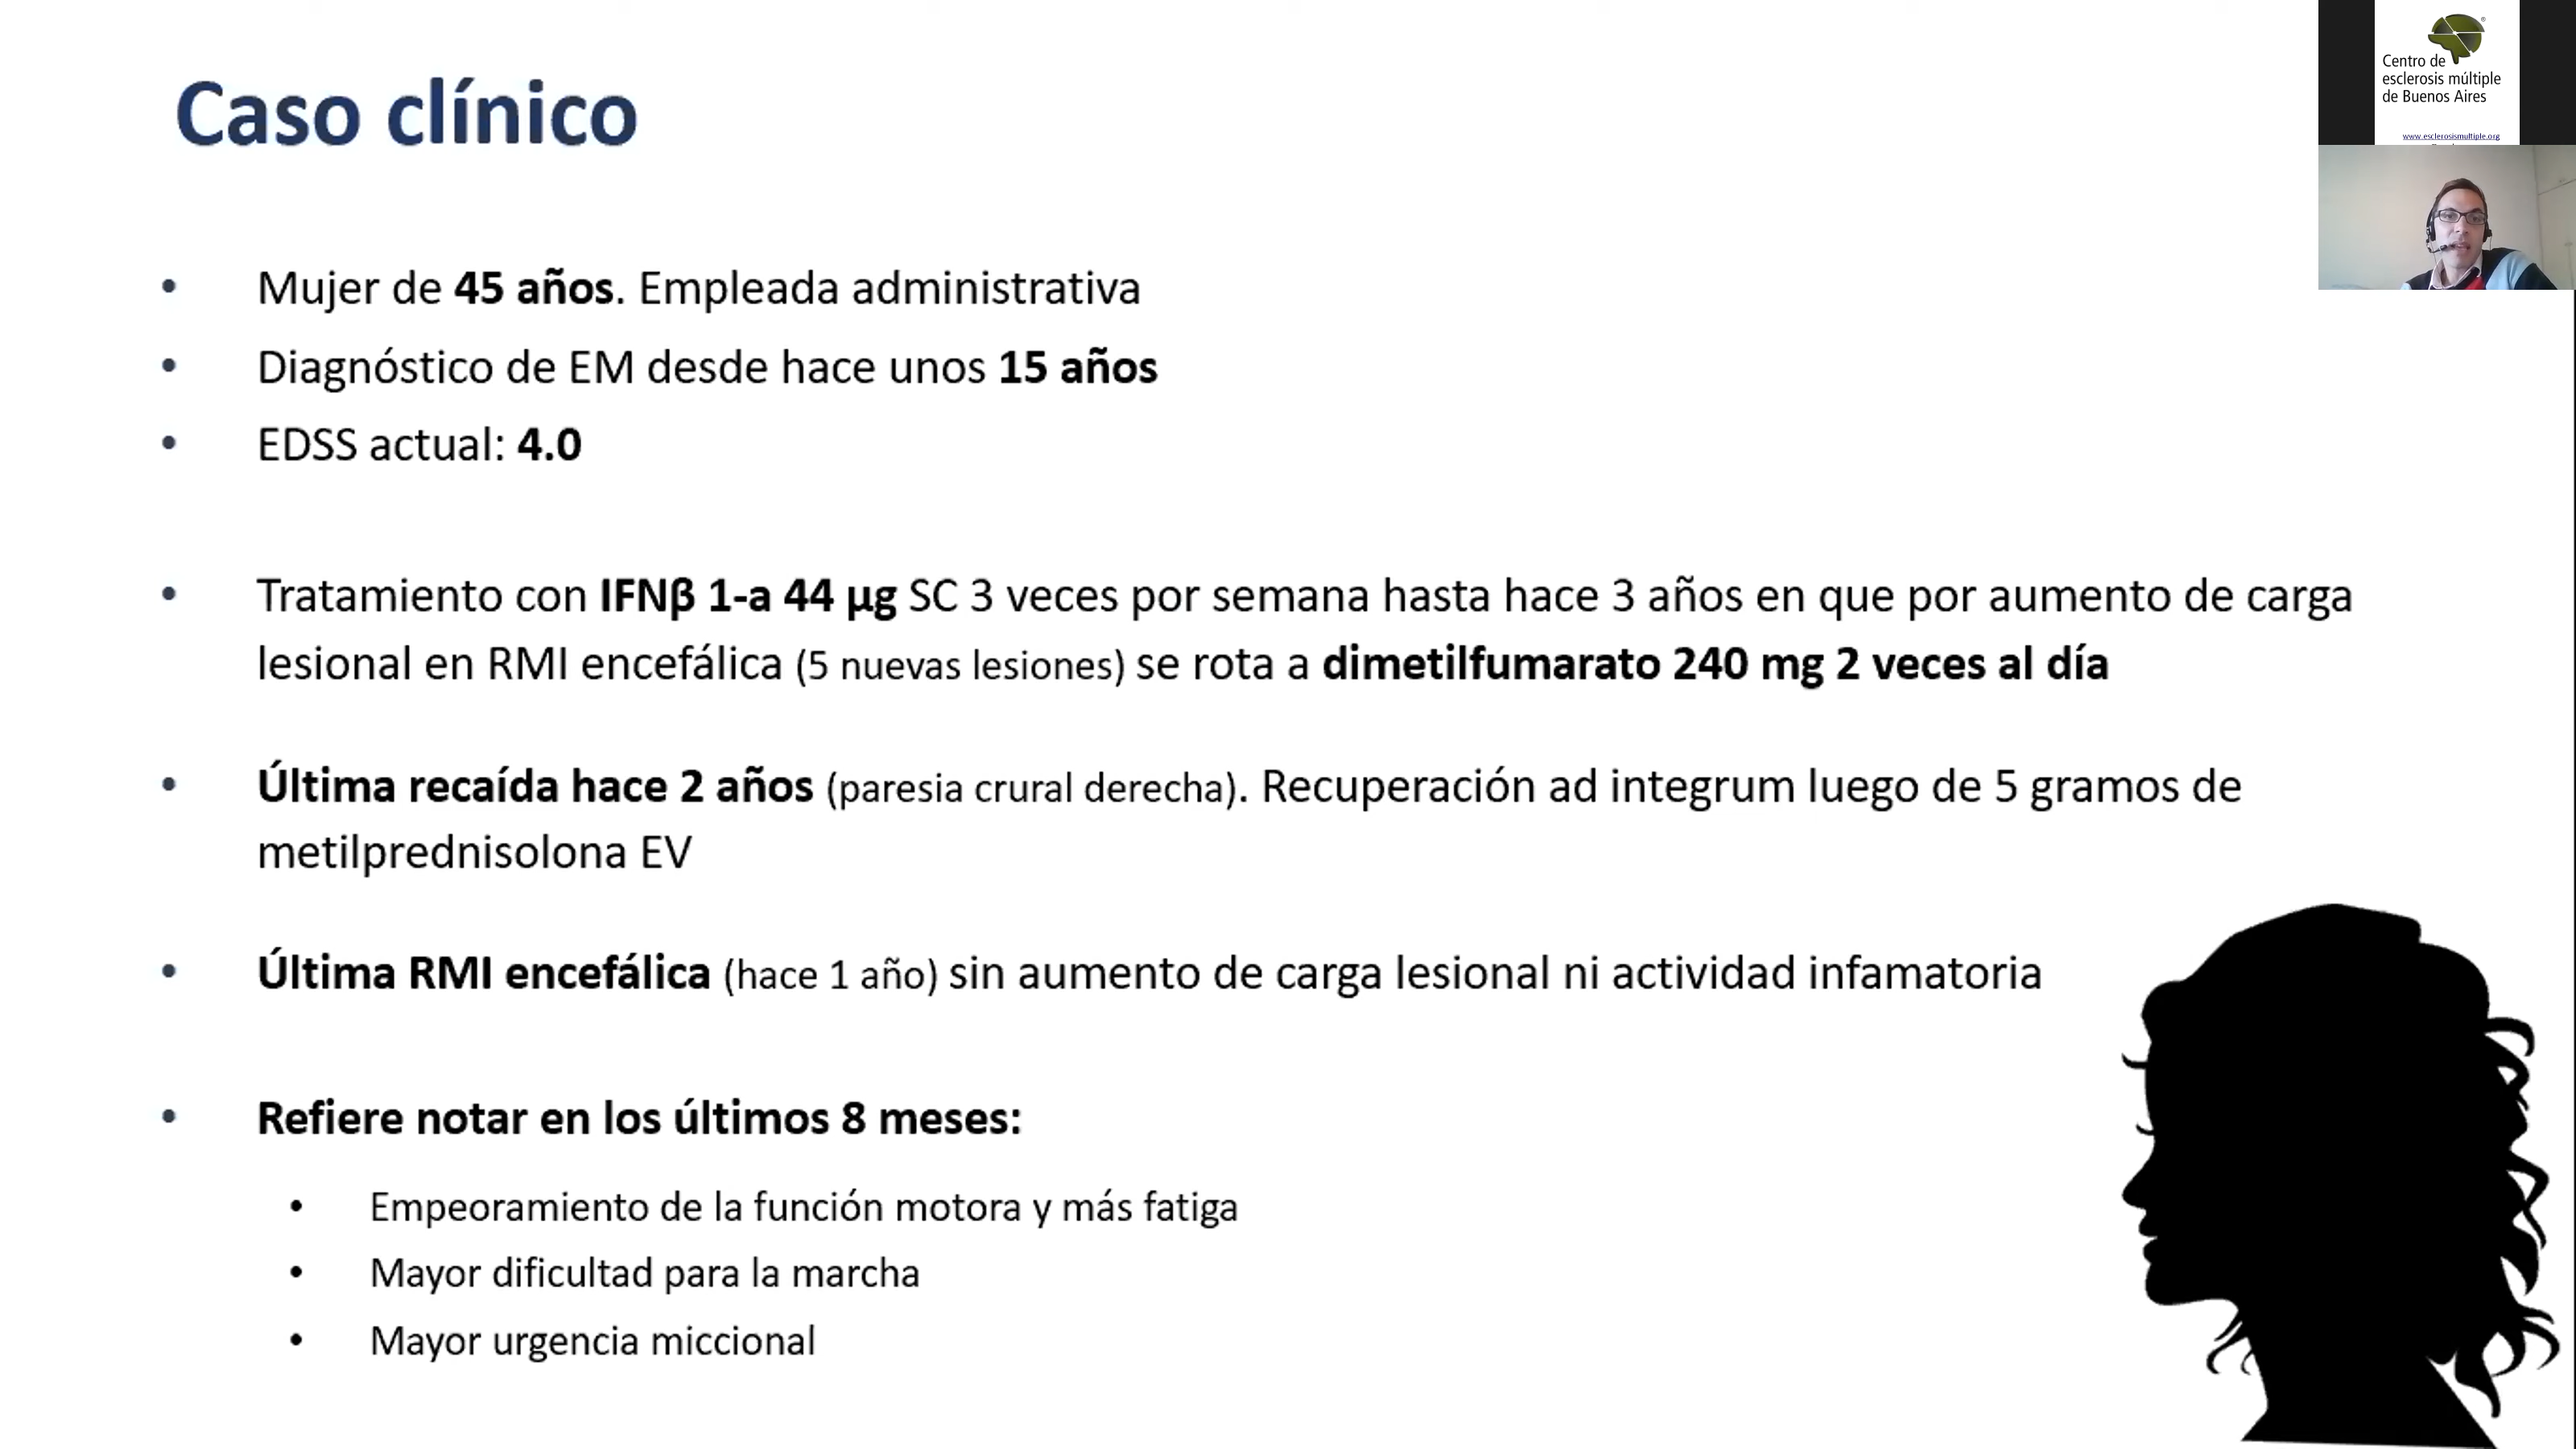 Caso clínico
Centro de
esclerosis múltiple
de Buenos Aires
www.esclerosismultiple.org
• Mujer de 45 años. Empleada administrativa
• Diagnóstico de EM desde hace unos 15 años
• EDSS actual: 4.0
• Tratamiento con IFNβ 1-a 44 µg SC 3 veces por semana hasta hace 3 años en que por aumento de carga
lesional en RMI encefálica (5 nuevas lesiones) se rota a dimetilfumarato 240 mg 2 veces al día
• Última recaída hace 2 años (paresia crural derecha). Recuperación ad integrum luego de 5 gramos de
metilprednisolona EV
• Última RMI encefálica (hace 1 año) sin aumento de carga lesional ni actividad infamatoria
• Refiere notar en los últimos 8 meses:
• Empeoramiento de la función motora y más fatiga
• Mayor dificultad para la marcha
• Mayor urgencia miccional